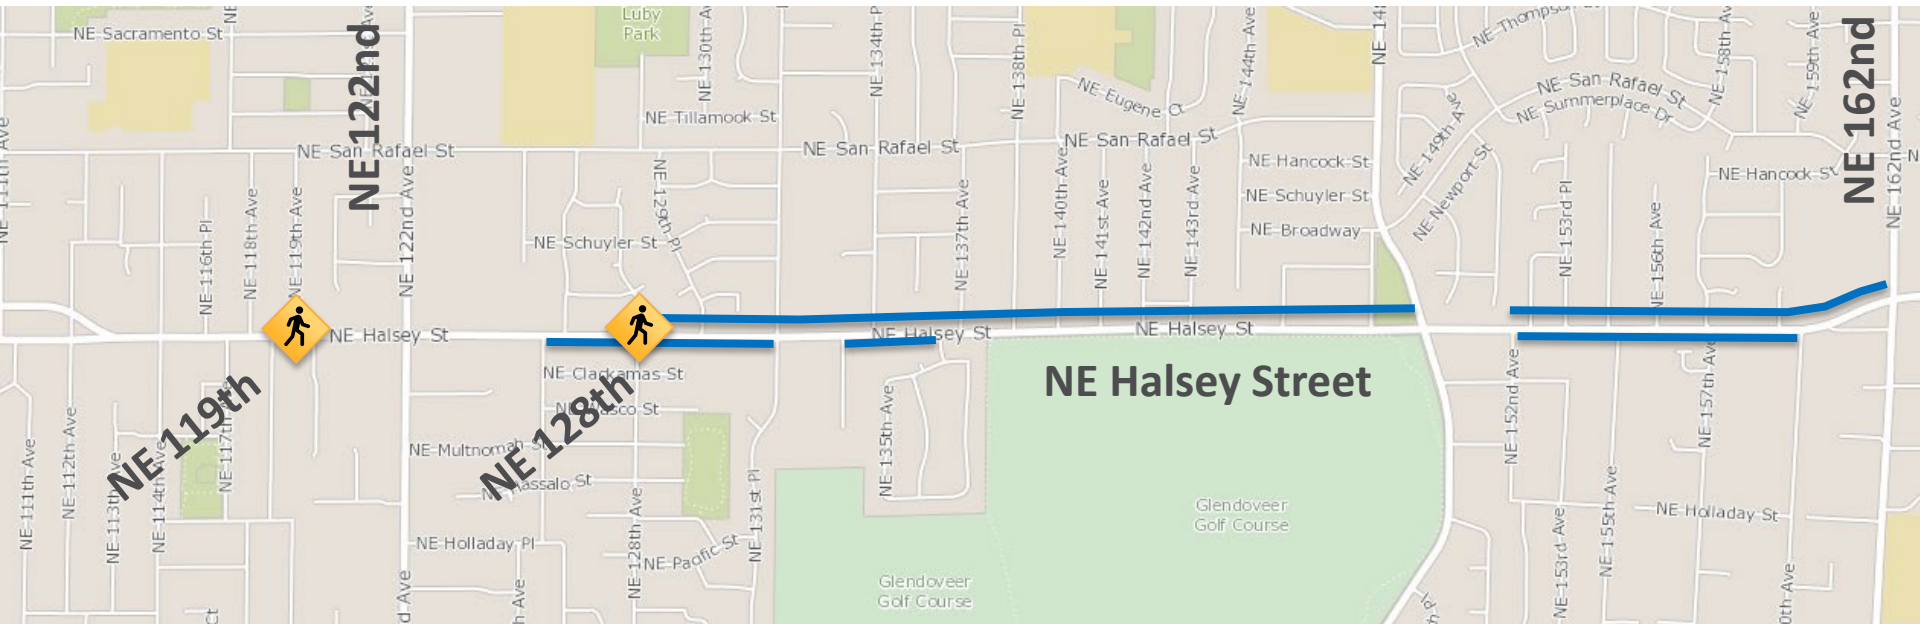 Luby
Park
NE Sacramento St
NE 122nd
NE 130th A
NE 134th P
NE 138th Pl
NE 144th Ave
NE 148
NE Thompson
NE 158th Av
NE 159th Ave
NE 162nd
NE Eugene Ct
NE San Rafael St
NE Summerplace Dr
NE Tillamook St
NE San Rafael St
NE San Rafael St
NE San Rafael St
NE 111th Ave
NE 116th Pl
NE 118th Ave
NE 119th Ave
NE 122nd Ave
NE 129th Pl
NE 137th Ave
NE 140th Ave
NE 141st Ave
NE 142nd Ave
NE 143rd Ave
NE Hancock St
NE Schuyler St
NE Broadway
NE 149th Ave
NE Newport St
NE 153rd Pl
NE 156th Ave
NE Hancock St
NE 162nd Ave
NE Schuyler St
NE Halsey St
NE Halsey St
NE Halsey St
NE Halsey Street
NE Clackamas St
NE Wasco St
NE 119th
NE 128th
NE Multnomah St
NE Holladay Pl
NE Pacific St
NE 111th Ave
NE 112th Ave
NE 113th
NE 114th Ave
NE 117th Ave
NE 128th Ave
NE 131st Pl
NE 135th Ave
Glendoveer
Golf Course
Glendoveer
Golf Course
NE 152nd Ave
NE 157th Ave
NE 155th Ave
NE 153rd Ave
NE Holladay St
0th Ave
d Ave
h Ave
ct